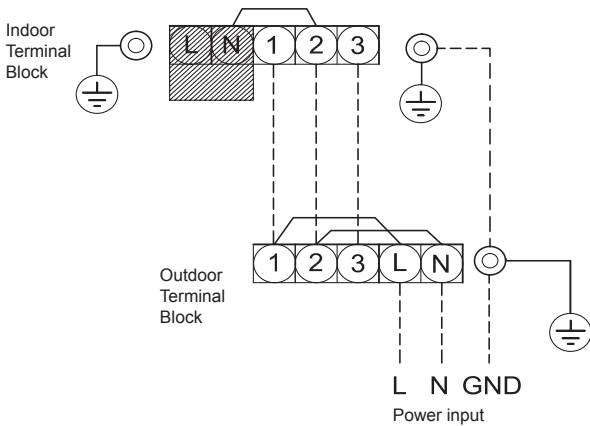 Indoor
Terminal
Block
L N 1 2 3
1 2 3 L N
Outdoor
Terminal
Block
L N GND
Power input